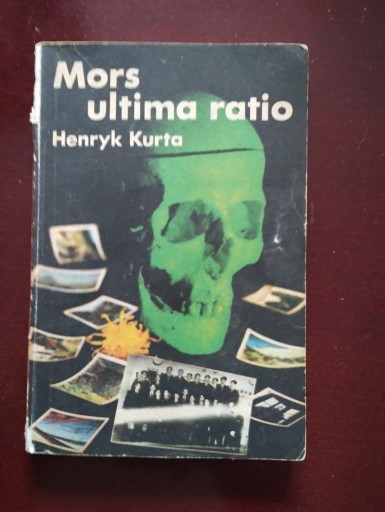 Mors
ultima ratio
Henryk Kurta